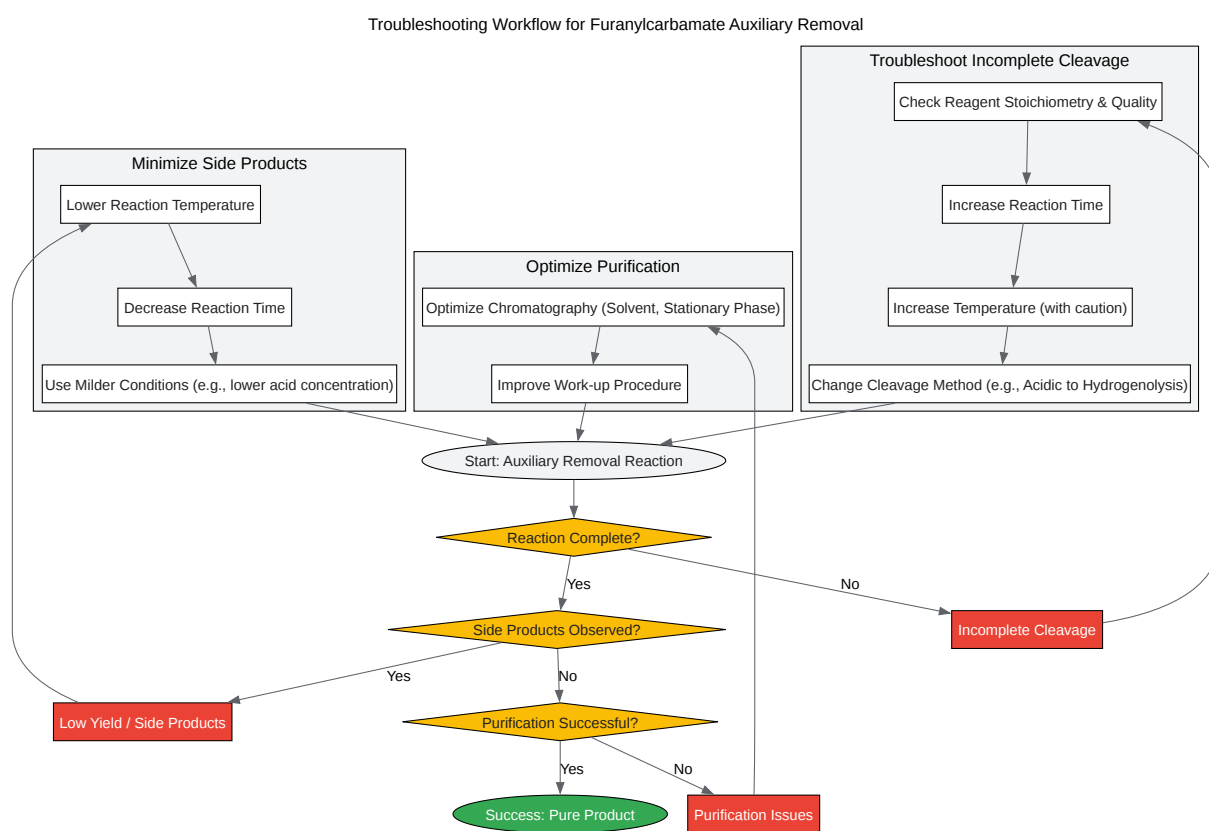 Troubleshooting Workflow for Furanylcarbamate Auxiliary Removal
Troubleshoot Incomplete Cleavage
Check Reagent Stoichiometry & Quality
Increase Reaction Time
Increase Temperature (with caution)
Change Cleavage Method (e.g., Acidic to Hydrogenolysis)
Minimize Side Products
Lower Reaction Temperature
Decrease Reaction Time
Use Milder Conditions (e.g., lower acid concentration)
Optimize Purification
Optimize Chromatography (Solvent, Stationary Phase)
Improve Work-up Procedure
Start: Auxiliary Removal Reaction
Reaction Complete?
Yes
No
Side Products Observed?
Incomplete Cleavage
Yes
No
Low Yield / Side Products
Purification Successful?
Yes
No
Success: Pure Product
Purification Issues